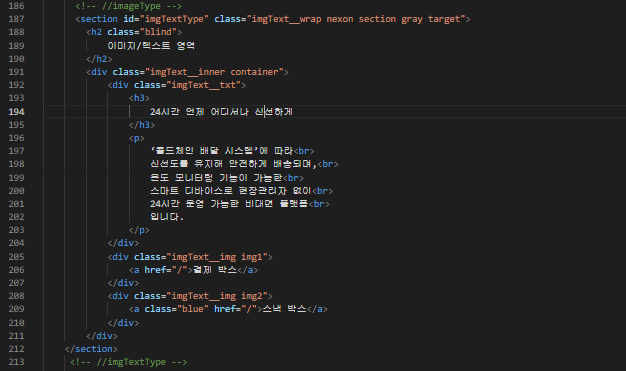 186 <!-- //imageType -->
187 <section id="imgTextType" class="imgText__wrap nexon section gray target">
188 <h2 class="blind">
189 이미지/텍스트 영역
190 </h2>
191 <div class="imgText__inner container">
192 <div class="imgText__txt">
193 <h3>
194 24시간 언제 어디서나 신선하게
195 </h3>
196 <p>
197 ‘콜드체인 배달 시스템’에 따라<br>
198 신선도를 유지해 안전하게 배송되며,<br>
199 온도 모니터링 기능이 가능한<br>
200 스마트 디바이스로 현장관리자 없이<br>
201 24시간 운영 가능한 비대면 플랫폼<br>
202 입니다.
203 </p>
204 </div>
205 <div class="imgText__img img1">
206 <a href="/">결제 박스</a>
207 </div>
208 <div class="imgText__img img2">
209 <a class="blue" href="/">스낵 박스</a>
210 </div>
211 </div>
212 </section>
213 <!-- //imgTextType -->